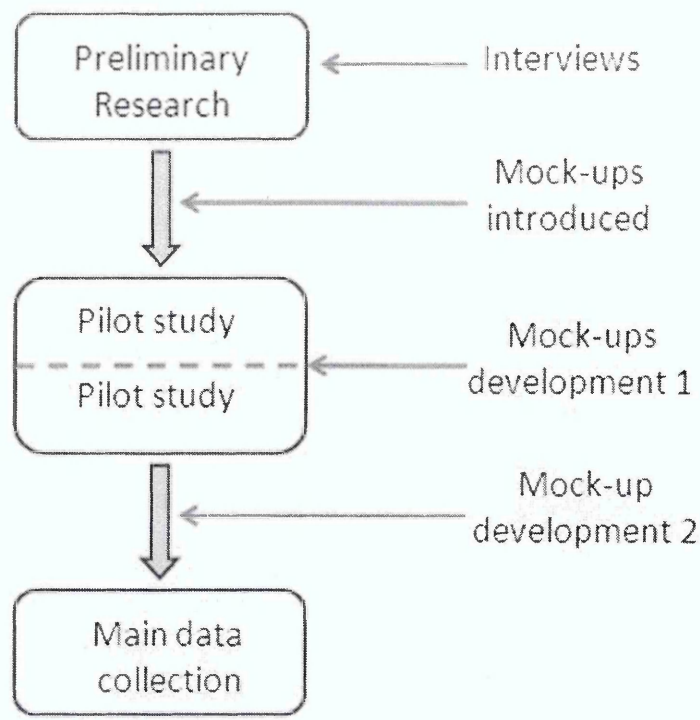 Preliminary
Research
Interviews
Mock-ups
introduced
Pilot study
Pilot study
Mock-ups
development 1
Mock-up
development 2
Main data
collection